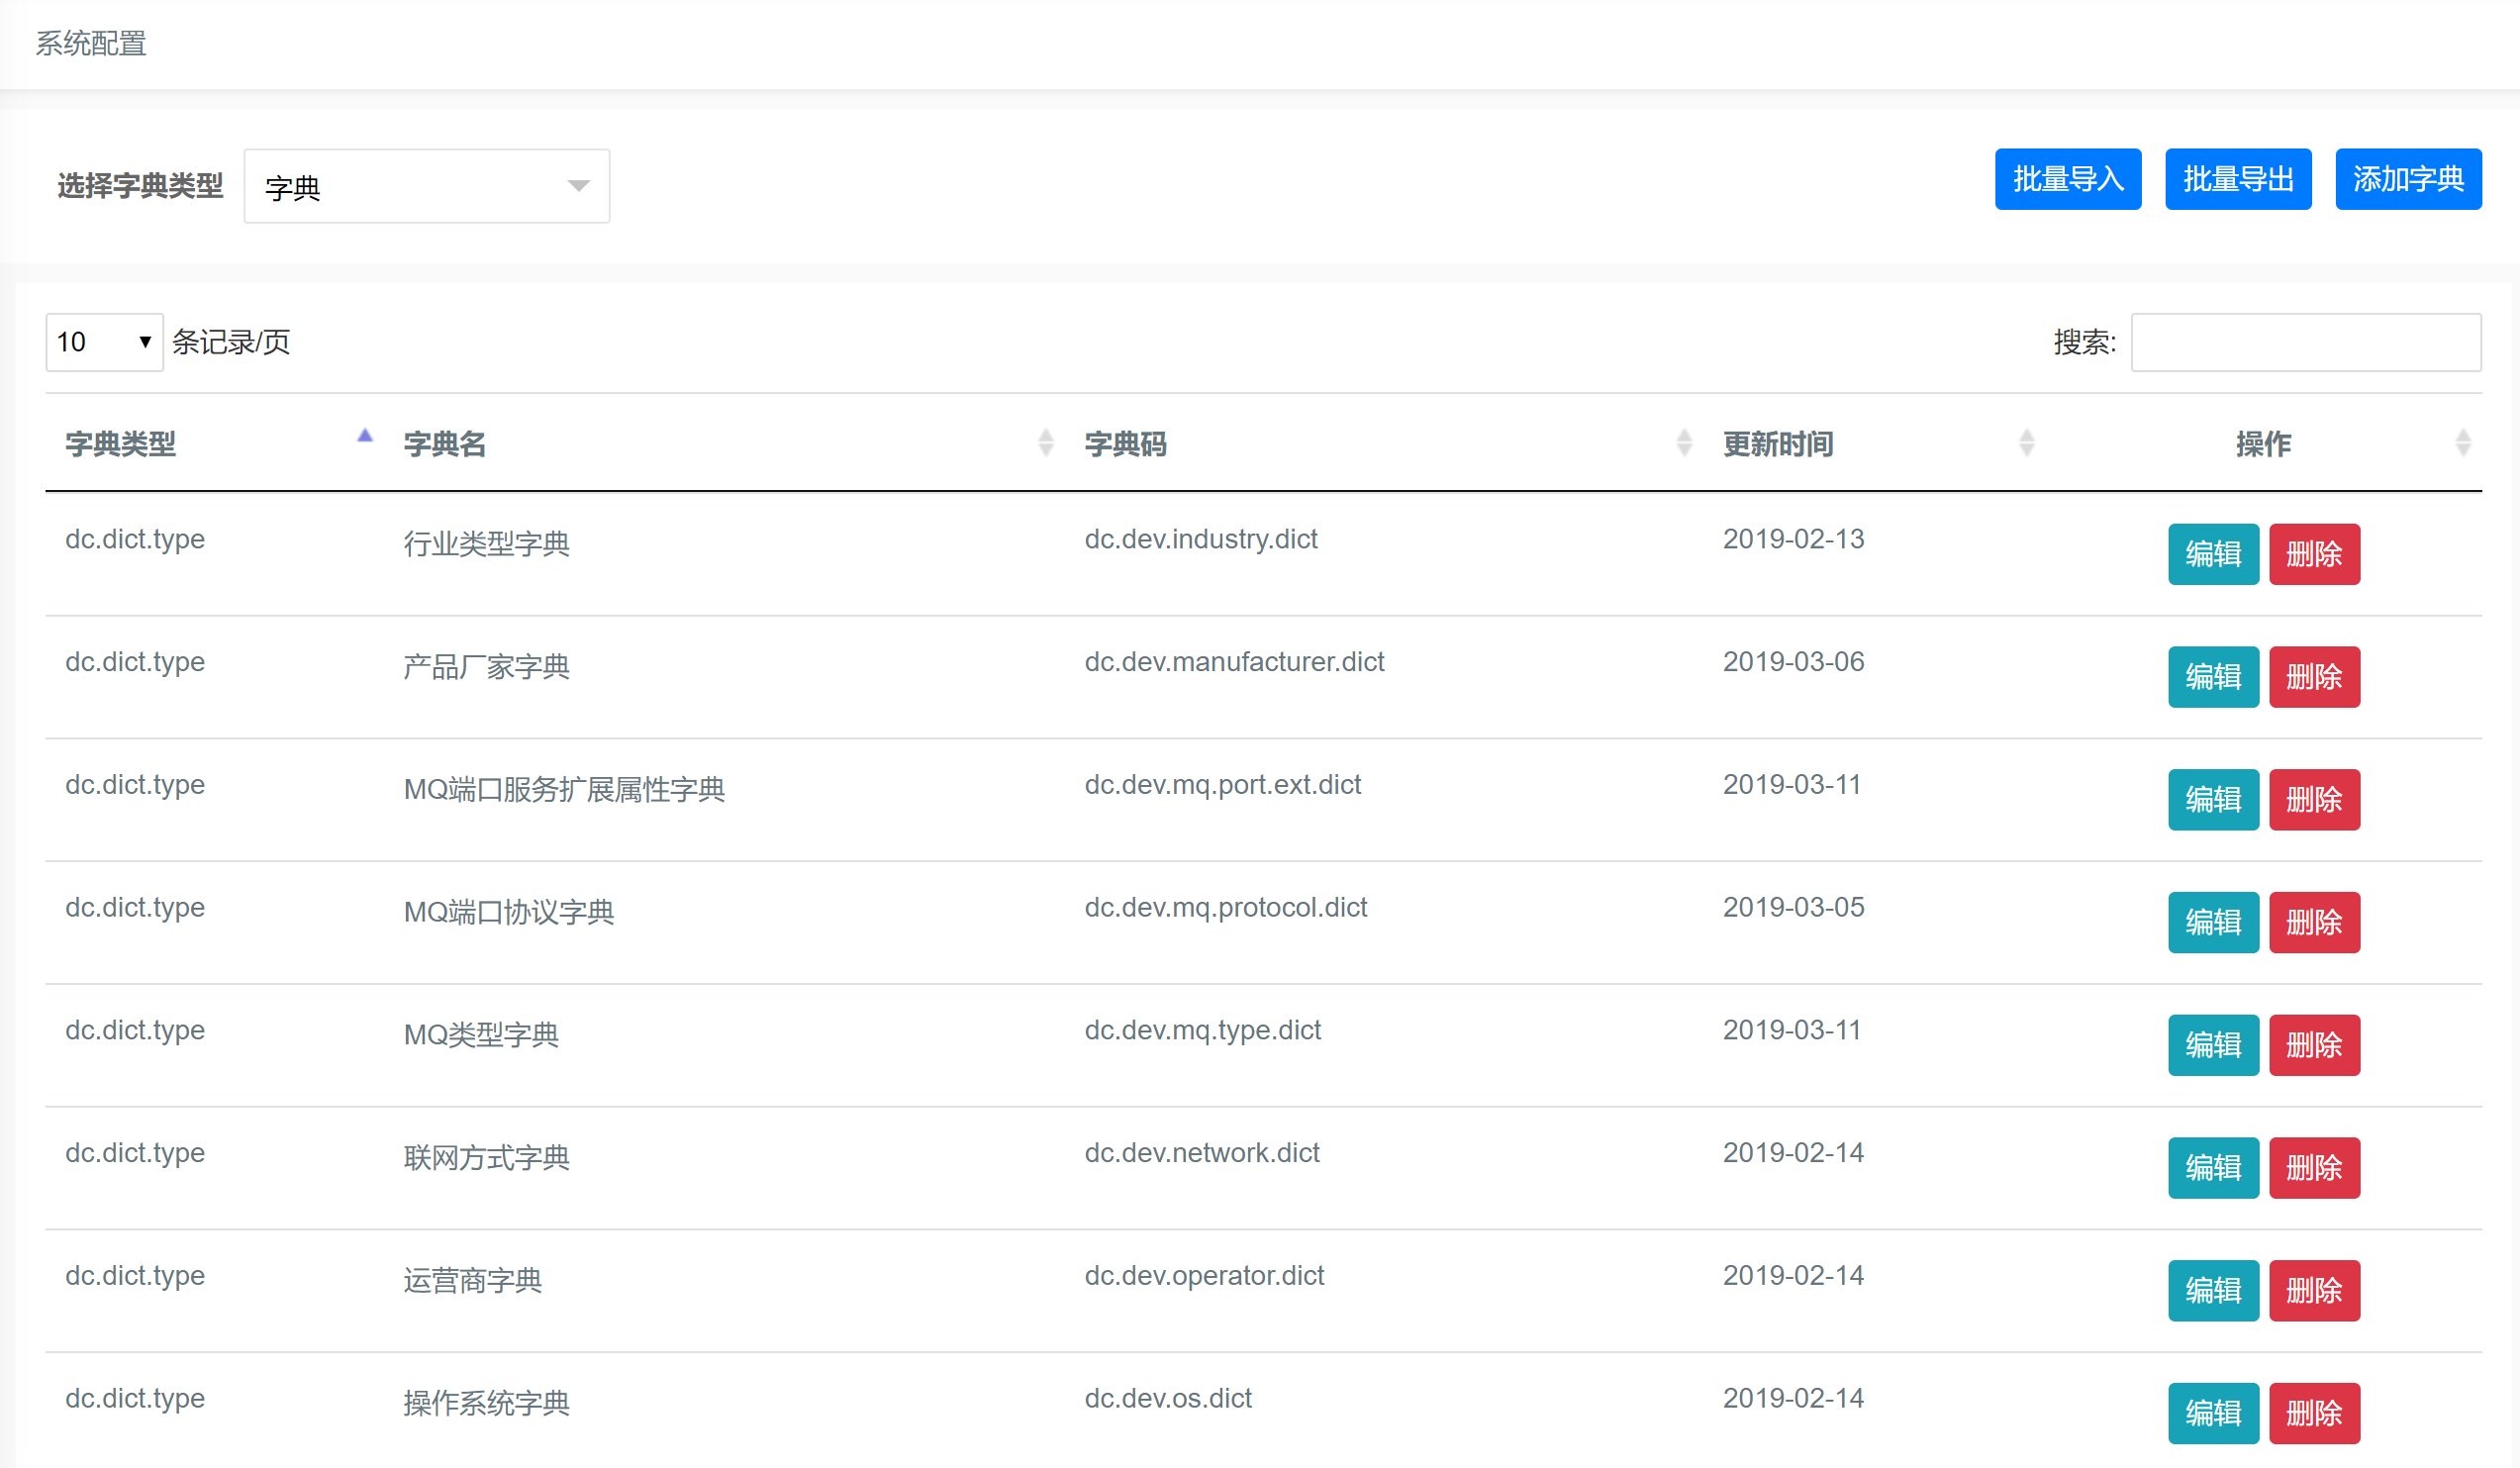 系统配置
选择字典类型 字典 批量导入 批量导出 添加字典
10 条记录/页 搜索:
字典类型 字典名 字典码 更新时间 操作
dc.dict.type 行业类型字典 dc.dev.industry.dict 2019-02-13 编辑 删除
dc.dict.type 产品厂家字典 dc.dev.manufacturer.dict 2019-03-06 编辑 删除
dc.dict.type MQ端口服务扩展属性字典 dc.dev.mq.port.ext.dict 2019-03-11 编辑 删除
dc.dict.type MQ端口协议字典 dc.dev.mq.protocol.dict 2019-03-05 编辑 删除
dc.dict.type MQ类型字典 dc.dev.mq.type.dict 2019-03-11 编辑 删除
dc.dict.type 联网方式字典 dc.dev.network.dict 2019-02-14 编辑 删除
dc.dict.type 运营商字典 dc.dev.operator.dict 2019-02-14 编辑 删除
dc.dict.type 操作系统字典 dc.dev.os.dict 2019-02-14 编辑 删除